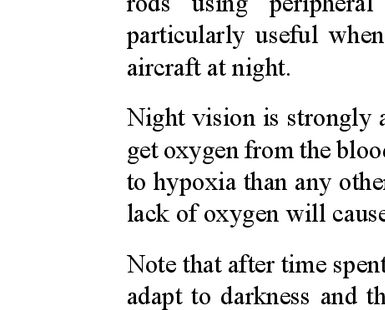 rods using peripheral
particularly useful when
aircraft at night.
Night vision is strongly a
get oxygen from the blood
to hypoxia than any other
lack of oxygen will cause
Note that after time spent
adapt to darkness and th